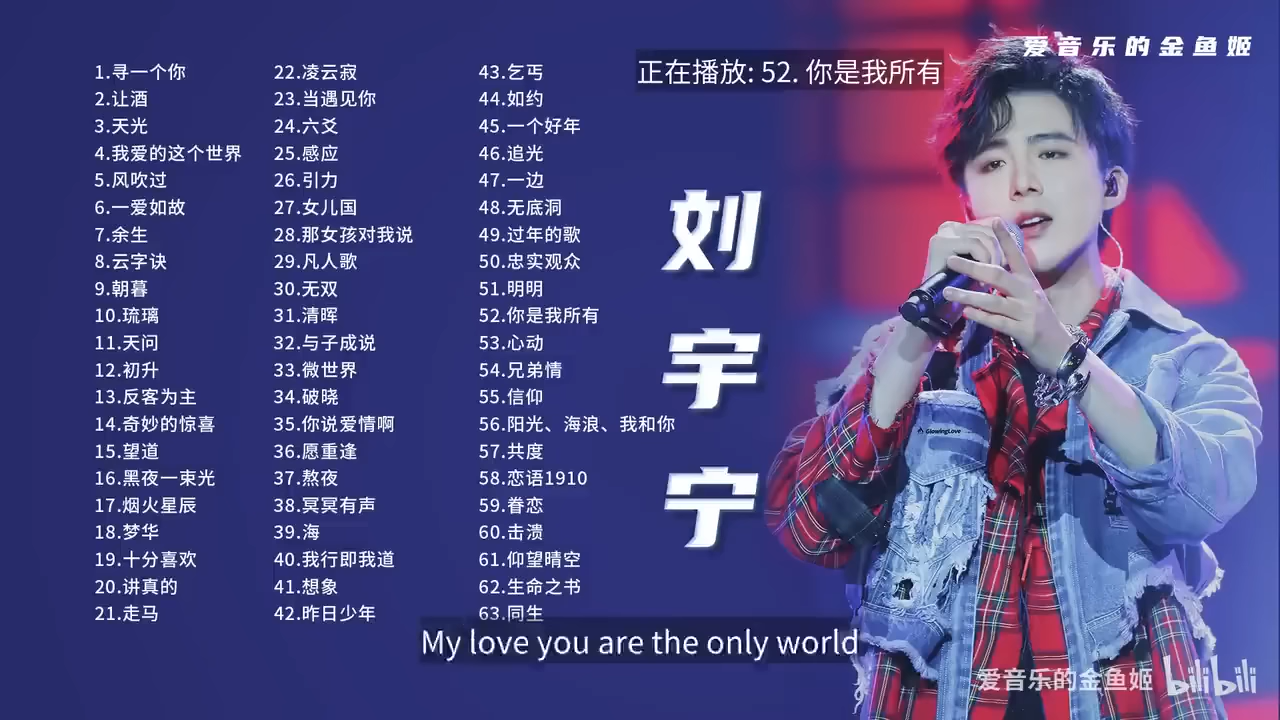 爱音乐的金鱼姬
正在播放: 52. 你是我所有
1.寻一个你
2.让酒
3.天光
4.我爱的这个世界
5.风吹过
6.一爱如故
7.余生
8.云字诀
9.朝暮
10.琉璃
11.天问
12.初升
13.反客为主
14.奇妙的惊喜
15.望道
16.黑夜一束光
17.烟火星辰
18.梦华
19.十分喜欢
20.讲真的
21.走马
22.凌云寂
23.当遇见你
24.六爻
25.感应
26.引力
27.女儿国
28.那女孩对我说
29.凡人歌
30.无双
31.清晖
32.与子成说
33.微世界
34.破晓
35.你说爱情啊
36.愿重逢
37.熬夜
38.冥冥有声
39.海
40.我行即我道
41.想象
42.昨日少年
43.乞丐
44.如约
45.一个好年
46.追光
47.一边
48.无底洞
49.过年的歌
50.忠实观众
51.明明
52.你是我所有
53.心动
54.兄弟情
55.信仰
56.阳光、海浪、我和你
57.共度
58.恋语1910
59.眷恋
60.击溃
61.仰望晴空
62.生命之书
63.同生
刘
宇
宁
GlowingLove
My love you are the only world
爱音乐的金鱼姬 bilibili